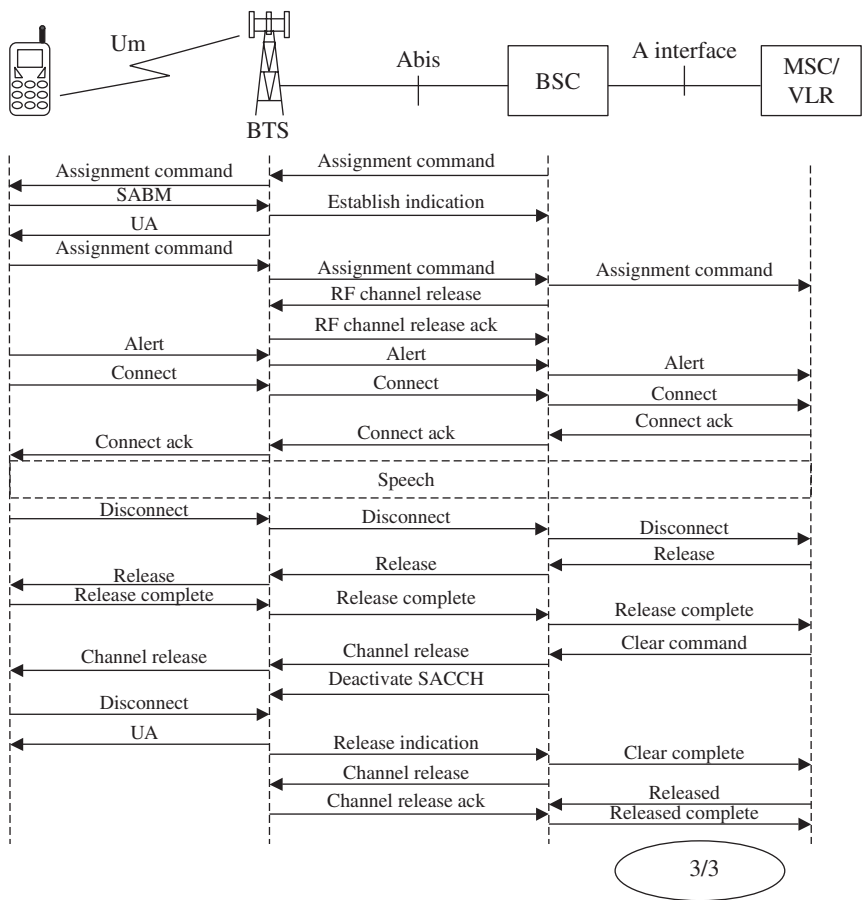 Um
Abis
A interface
BTS
BSC
MSC/
VLR
Assignment command
Assignment command
SABM
Establish indication
UA
Assignment command
Assignment command
Assignment command
RF channel release
RF channel release ack
Alert
Alert
Alert
Connect
Connect
Connect
Connect ack
Connect ack
Connect ack
Speech
Disconnect
Disconnect
Disconnect
Release
Release
Release
Release complete
Release complete
Release complete
Clear command
Channel release
Channel release
Deactivate SACCH
Disconnect
UA
Release indication
Clear complete
Channel release
Released
Channel release ack
Released complete
3/3